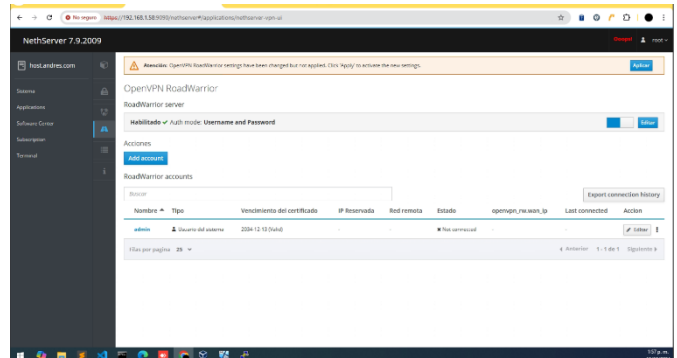 No seguro https://192.168.1.58:9090/nethserver#/applications/nethserver-vpn-ui
NethServer 7.9.2009
root
host.andres.com
Sistema
Applications
Software Center
Subscription
Terminal
Atención: OpenVPN RoadWarrior settings have been changed but not applied. Click 'Apply' to activate the new settings.
Aplicar
OpenVPN RoadWarrior
RoadWarrior server
Habilitado ✓ Auth mode: Username and Password
Editar
Acciones
Add account
RoadWarrior accounts
Buscar
Export connection history
Nombre Tipo Vencimiento del certificado IP Reservada Red remota Estado openvpn_rw.wan_ip Last connected Accion
admin Usuario del sistema 2034-12-13 (Valid) - - Not connected - - Editar
Filas por pagina 25 Anterior 1 - 1 de 1 Siguiente
1:57 p. m.